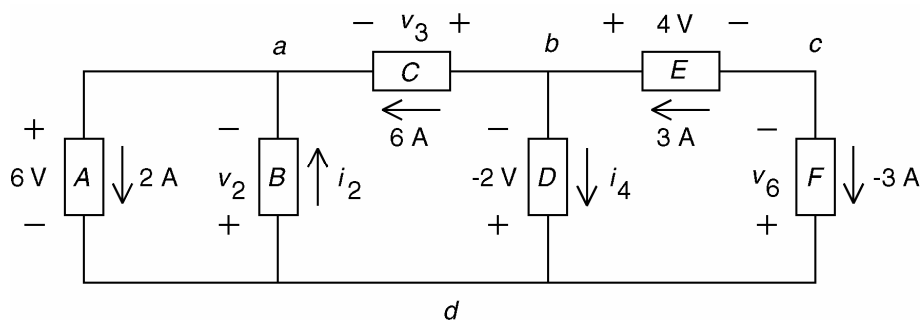 − v3 + + 4 V −
a b c
C E
+ − 6 A − 3 A −
6 V A 2 A v2 B i2 -2 V D i4 v6 F -3 A
− + + +
d